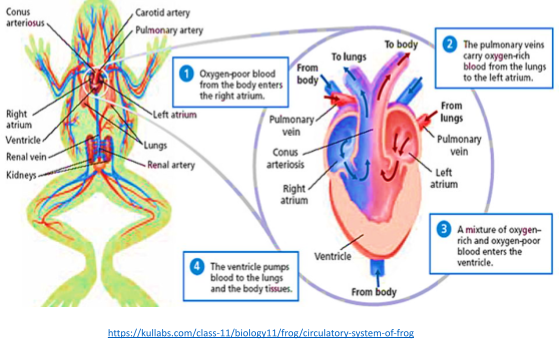 Conus
arteriosus
Carotid artery
Pulmonary artery
Right
atrium
Ventricle
Renal vein
Kidneys
Left atrium
Lungs
Renal artery
1 Oxygen-poor blood
from the body enters
the right atrium.
2 The pulmonary veins
carry oxygen-rich
blood from the lungs
to the left atrium.
To lungs
To body
From
body
Pulmonary
vein
Conus
arteriosis
Right
atrium
From
lungs
Pulmonary
vein
Left
atrium
Ventricle
From body
3 A mixture of oxygen-
rich and oxygen-poor
blood enters the
ventricle.
4 The ventricle pumps
blood to the lungs
and the body tissues.
https://kullabs.com/class-11/biology11/frog/circulatory-system-of-frog